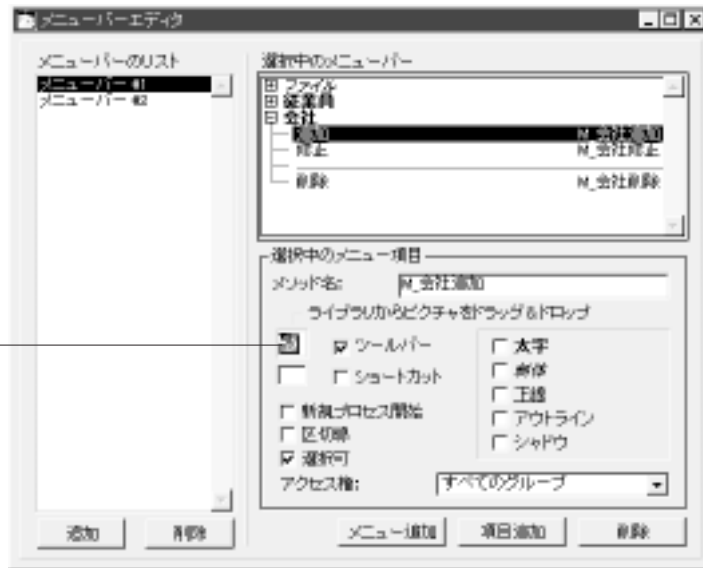 メニューバーエディタ
メニューバーのリスト
メニューバー #1
メニューバー #2
追加
削除
選択中のメニューバー
ファイル
従業員
会社
追加 M_会社追加
修正 M_会社修正
削除 M_会社削除
選択中のメニュー項目
メソッド名: M_会社追加
ライブラリからピクチャをドラッグ&ドロップ
ツールバー
ショートカット
新規プロセス開始
区切線
選択可
太字
斜体
下線
アウトライン
シャドウ
アクセス権: すべてのグループ
メニュー追加
項目追加
削除